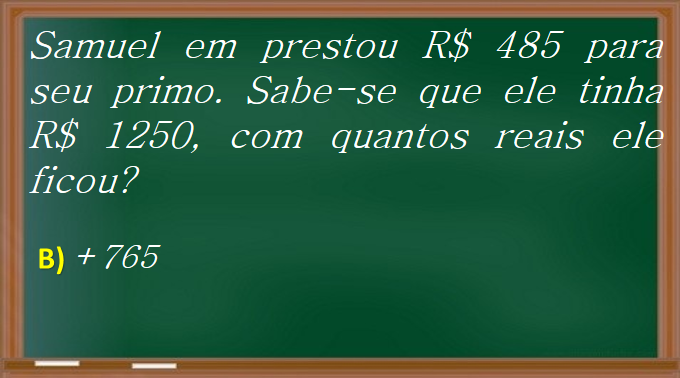 Samuel em prestou R$ 485 para
seu primo. Sabe-se que ele tinha
R$ 1250, com quantos reais ele
ficou?
B) + 765